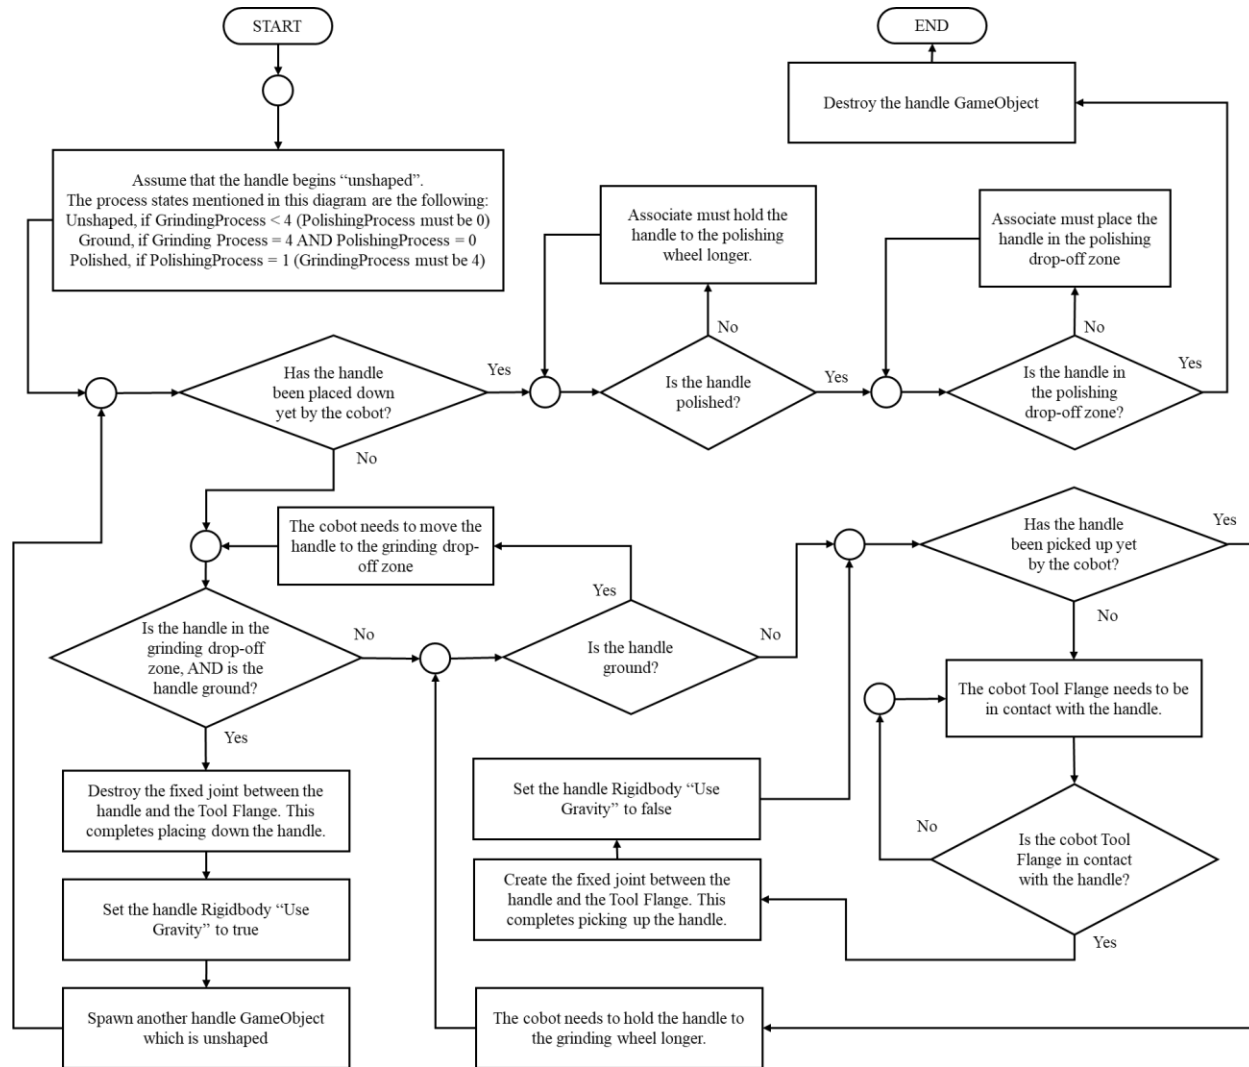 START
END
Destroy the handle GameObject
Assume that the handle begins “unshaped”.
The process states mentioned in this diagram are the following:
Unshaped, if GrindingProcess < 4 (PolishingProcess must be 0)
Ground, if Grinding Process = 4 AND PolishingProcess = 0
Polished, if PolishingProcess = 1 (GrindingProcess must be 4)
Associate must hold the
handle to the polishing
wheel longer.
Associate must place the
handle in the polishing
drop-off zone
No
No
Has the handle
been placed down
yet by the cobot?
Yes
Is the handle
polished?
Yes
Is the handle in
the polishing
drop-off zone?
Yes
No
The cobot needs to move the
handle to the grinding drop-
off zone
Has the handle
been picked up yet
by the cobot?
Yes
Yes
Is the handle in the
grinding drop-off
zone, AND is the
handle ground?
No
Is the handle
ground?
No
No
The cobot Tool Flange needs to be
in contact with the handle.
Yes
Destroy the fixed joint between the
handle and the Tool Flange. This
completes placing down the handle.
Set the handle Rigidbody “Use
Gravity” to false
No
Is the cobot Tool
Flange in contact
with the handle?
Set the handle Rigidbody “Use
Gravity” to true
Create the fixed joint between the
handle and the Tool Flange. This
completes picking up the handle.
Yes
Spawn another handle GameObject
which is unshaped
The cobot needs to hold the handle to
the grinding wheel longer.